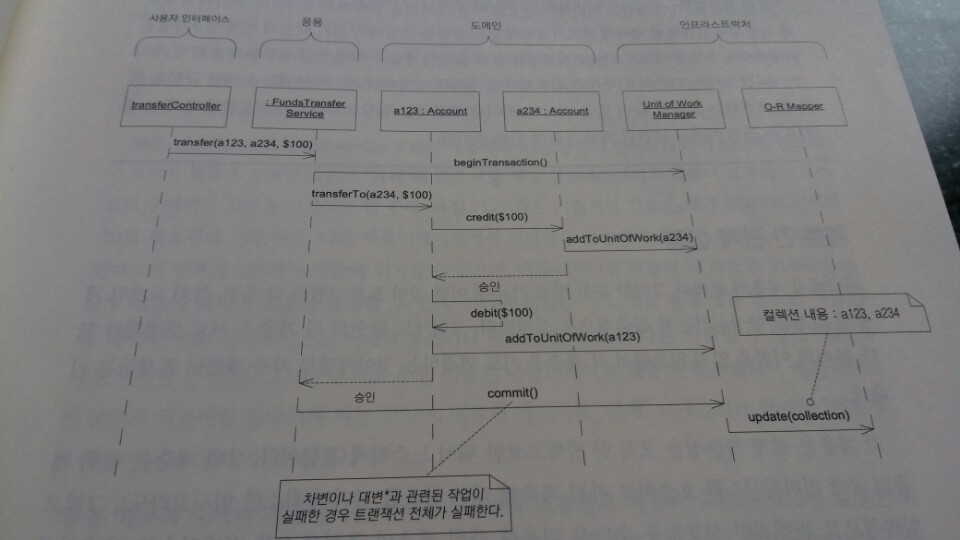 사용자 인터페이스
응용
도메인
인프라스트럭처
transferController
: FundsTransfer
Service
a123 : Account
a234 : Account
Unit of Work
Manager
O-R Mapper
transfer(a123, a234, $100)
beginTransaction()
transferTo(a234, $100)
credit($100)
addToUnitOfWork(a234)
승인
debit($100)
컬렉션 내용 : a123, a234
addToUnitOfWork(a123)
승인
commit()
update(collection)
차변이나 대변*과 관련된 작업이
실패한 경우 트랜잭션 전체가 실패한다.